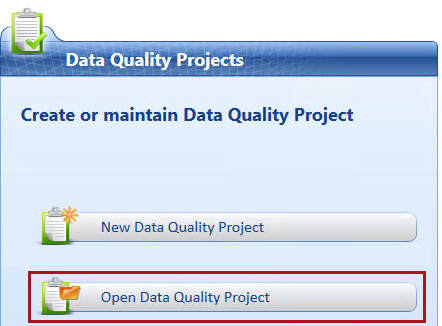 Data Quality Projects
Create or maintain Data Quality Project
New Data Quality Project
Open Data Quality Project